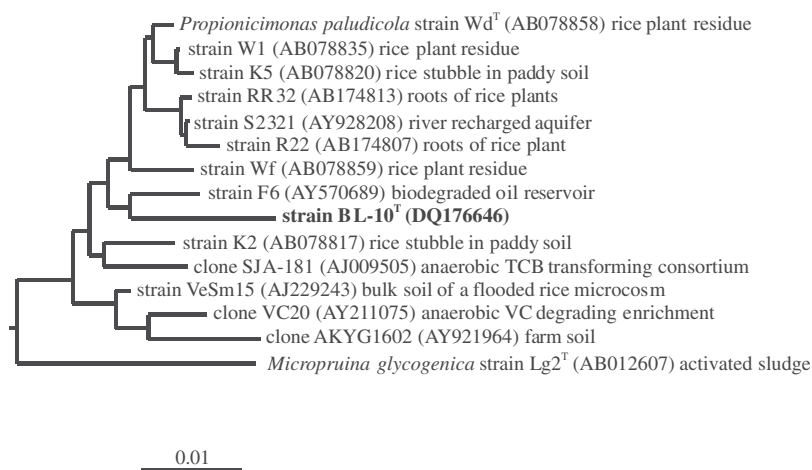 Propionicimonas paludicola strain Wdᵀ (AB078858) rice plant residue
strain W1 (AB078835) rice plant residue
strain K5 (AB078820) rice stubble in paddy soil
strain RR32 (AB174813) roots of rice plants
strain S2321 (AY928208) river recharged aquifer
strain R22 (AB174807) roots of rice plant
strain Wf (AB078859) rice plant residue
strain F6 (AY570689) biodegraded oil reservoir
strain BL-10ᵀ (DQ176646)
strain K2 (AB078817) rice stubble in paddy soil
clone SJA-181 (AJ009505) anaerobic TCB transforming consortium
strain VeSm15 (AJ229243) bulk soil of a flooded rice microcosm
clone VC20 (AY211075) anaerobic VC degrading enrichment
clone AKYG1602 (AY921964) farm soil
Micropruina glycogenica strain Lg2ᵀ (AB012607) activated sludge
0.01